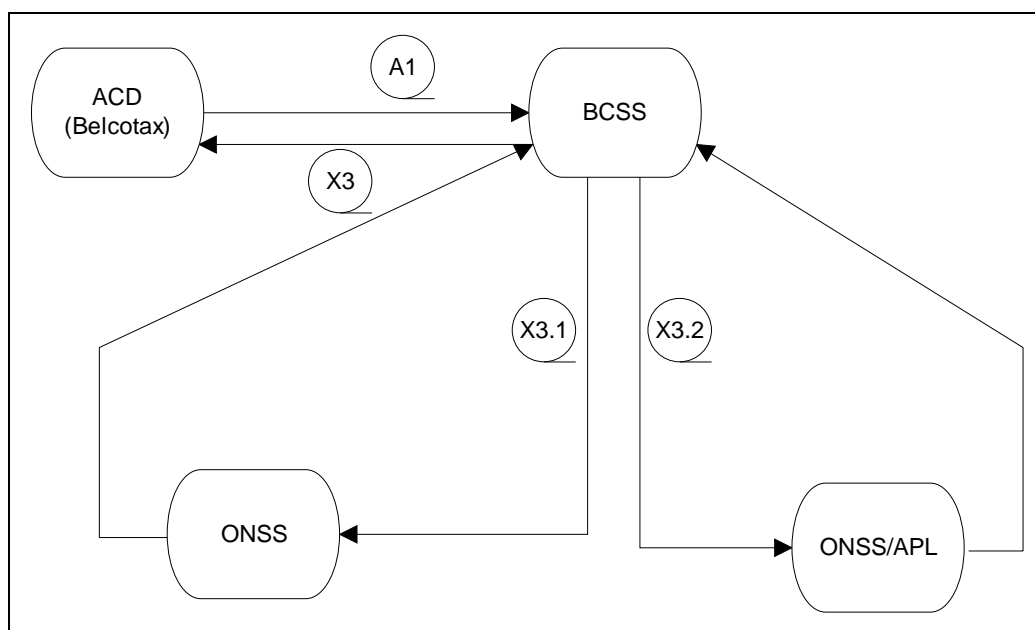 A1
ACD
(Belcotax)
BCSS
X3
X3.1
X3.2
ONSS
ONSS/APL